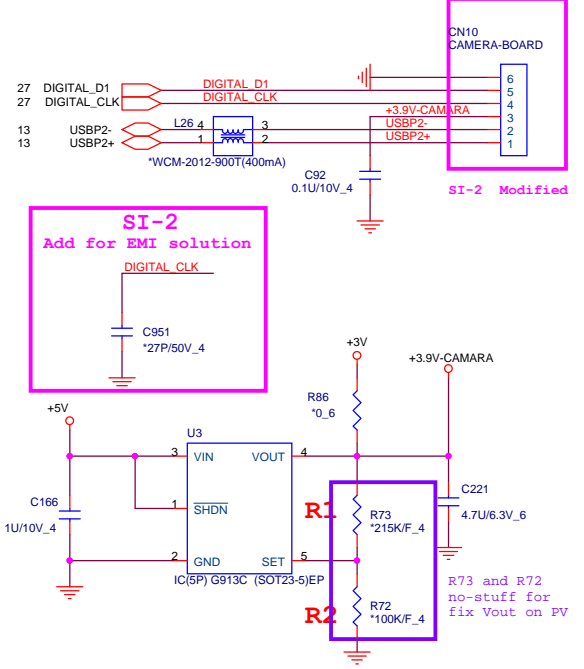 CN10
CAMERA-BOARD
6
27 DIGITAL_D1 DIGITAL_D1 5
27 DIGITAL_CLK DIGITAL_CLK 4
+3.9V-CAMARA 3
13 USBP2- L26 4 3 USBP2- 2
13 USBP2+ 1 2 USBP2+ 1
*WCM-2012-900T(400mA)
C92
0.1U/10V_4
SI-2 Modified
SI-2
Add for EMI solution
DIGITAL_CLK
C951
*27P/50V_4
+3V
+3.9V-CAMARA
R86
*0_6
+5V
U3
3 VIN VOUT 4
C166
1U/10V_4
1 SHDN
R1
R73
*215K/F_4
C221
4.7U/6.3V_6
2 GND SET 5
IC(5P) G913C (SOT23-5)EP
R2
R72
*100K/F_4
R73 and R72
no-stuff for
fix Vout on PV